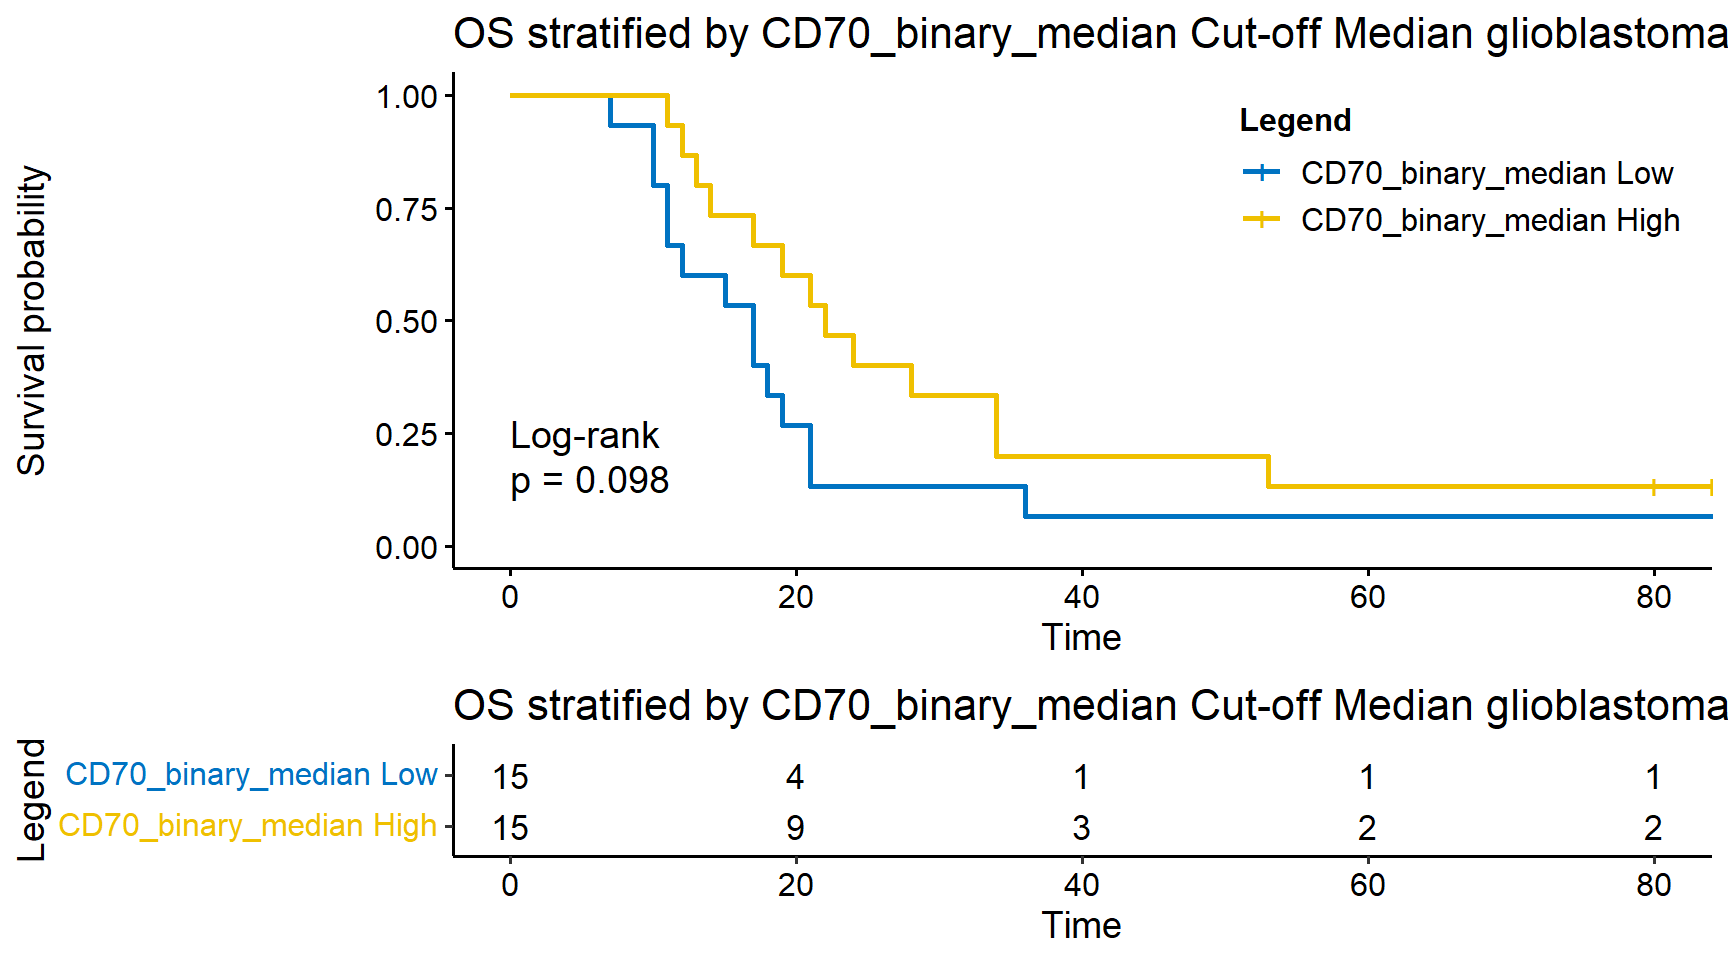 OS stratified by CD70_binary_median Cut-off Median glioblastoma
Survival probability
1.00
0.75
0.50
0.25
0.00
Legend
CD70_binary_median Low
CD70_binary_median High
Log-rank
p = 0.098
0 20 40 60 80
Time
OS stratified by CD70_binary_median Cut-off Median glioblastoma
Legend
CD70_binary_median Low 15 4 1 1 1
CD70_binary_median High 15 9 3 2 2
0 20 40 60 80
Time